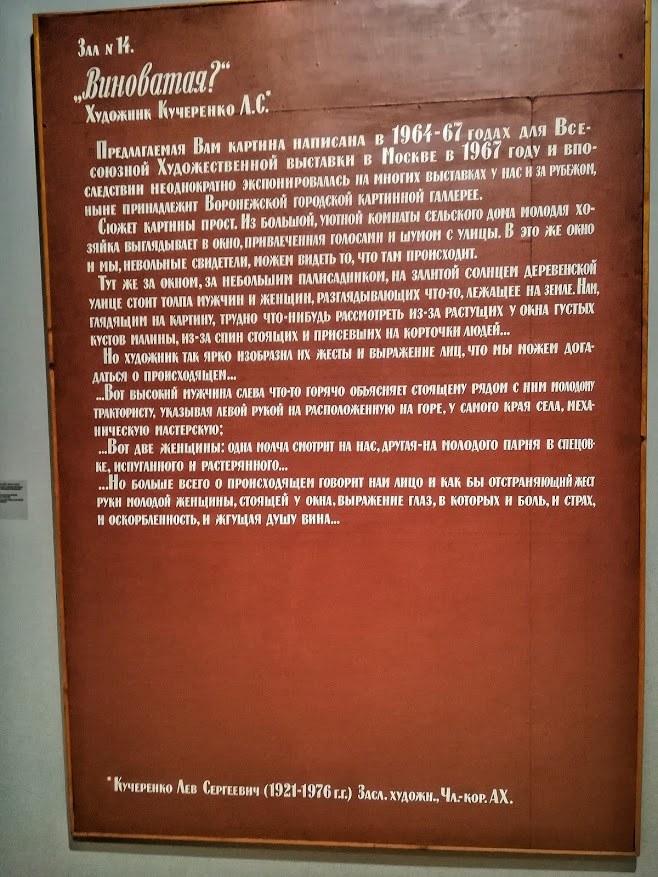 Зал N 14.
„Виноватая?“
Художник Кучеренко Л.С.*
Предлагаемая Вам картина написана в 1964-67 годах для Все-
союзной Художественной выставки в Москве в 1967 году и впо-
следствии неоднократно экспонировалась на многих выставках у нас и за рубежом,
ныне принадлежит Воронежской городской картинной галлерее.
Сюжет картины прост. Из большой, уютной комнаты сельского дома молодая хо-
зяйка выглядывает в окно, привлеченная голосами и шумом с улицы. В это же окно
и мы, невольные свидетели, можем видеть то, что там происходит.
Тут же за окном, за небольшим палисадником, на залитой солнцем деревенской
улице стоит толпа мужчин и женщин, разглядывающих что-то, лежащее на земле. Нам,
глядящим на картину, трудно что-нибудь рассмотреть из-за растущих у окна густых
кустов малины, из-за спин стоящих и присевших на корточки людей...
Но художник так ярко изобразил их жесты и выражение лиц, что мы можем дога-
даться о происходящем...
...Вот высокий мужчина слева что-то горячо объясняет стоящему рядом с ним молодому
трактористу, указывая левой рукой на расположенную на горе, у самого края села, меха-
ническую мастерскую;
...Вот две женщины: одна молча смотрит на нас, другая-на молодого парня в спецов-
ке, испуганного и растерянного...
...Но больше всего о происходящем говорит нам лицо и как бы отстраняющий жест
руки молодой женщины, стоящей у окна, выражение глаз, в которых и боль, и страх,
и оскорбленность, и жгущая душу вина...
*Кучеренко Лев Сергеевич (1921-1976 г.г.) Засл. художн., Чл.-кор. АХ.